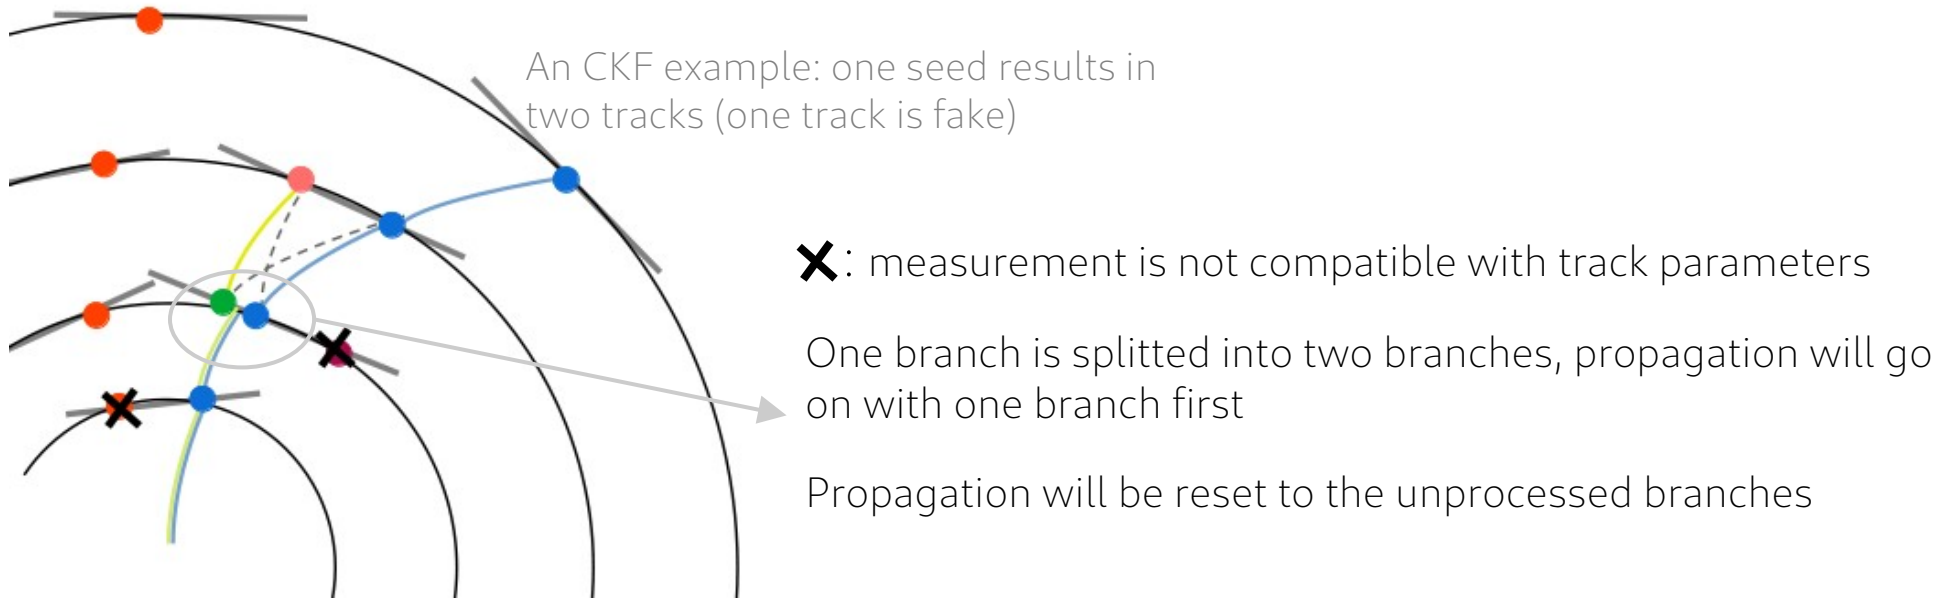 An CKF example: one seed results in
two tracks (one track is fake)
✗: measurement is not compatible with track parameters
One branch is splitted into two branches, propagation will go
on with one branch first
Propagation will be reset to the unprocessed branches